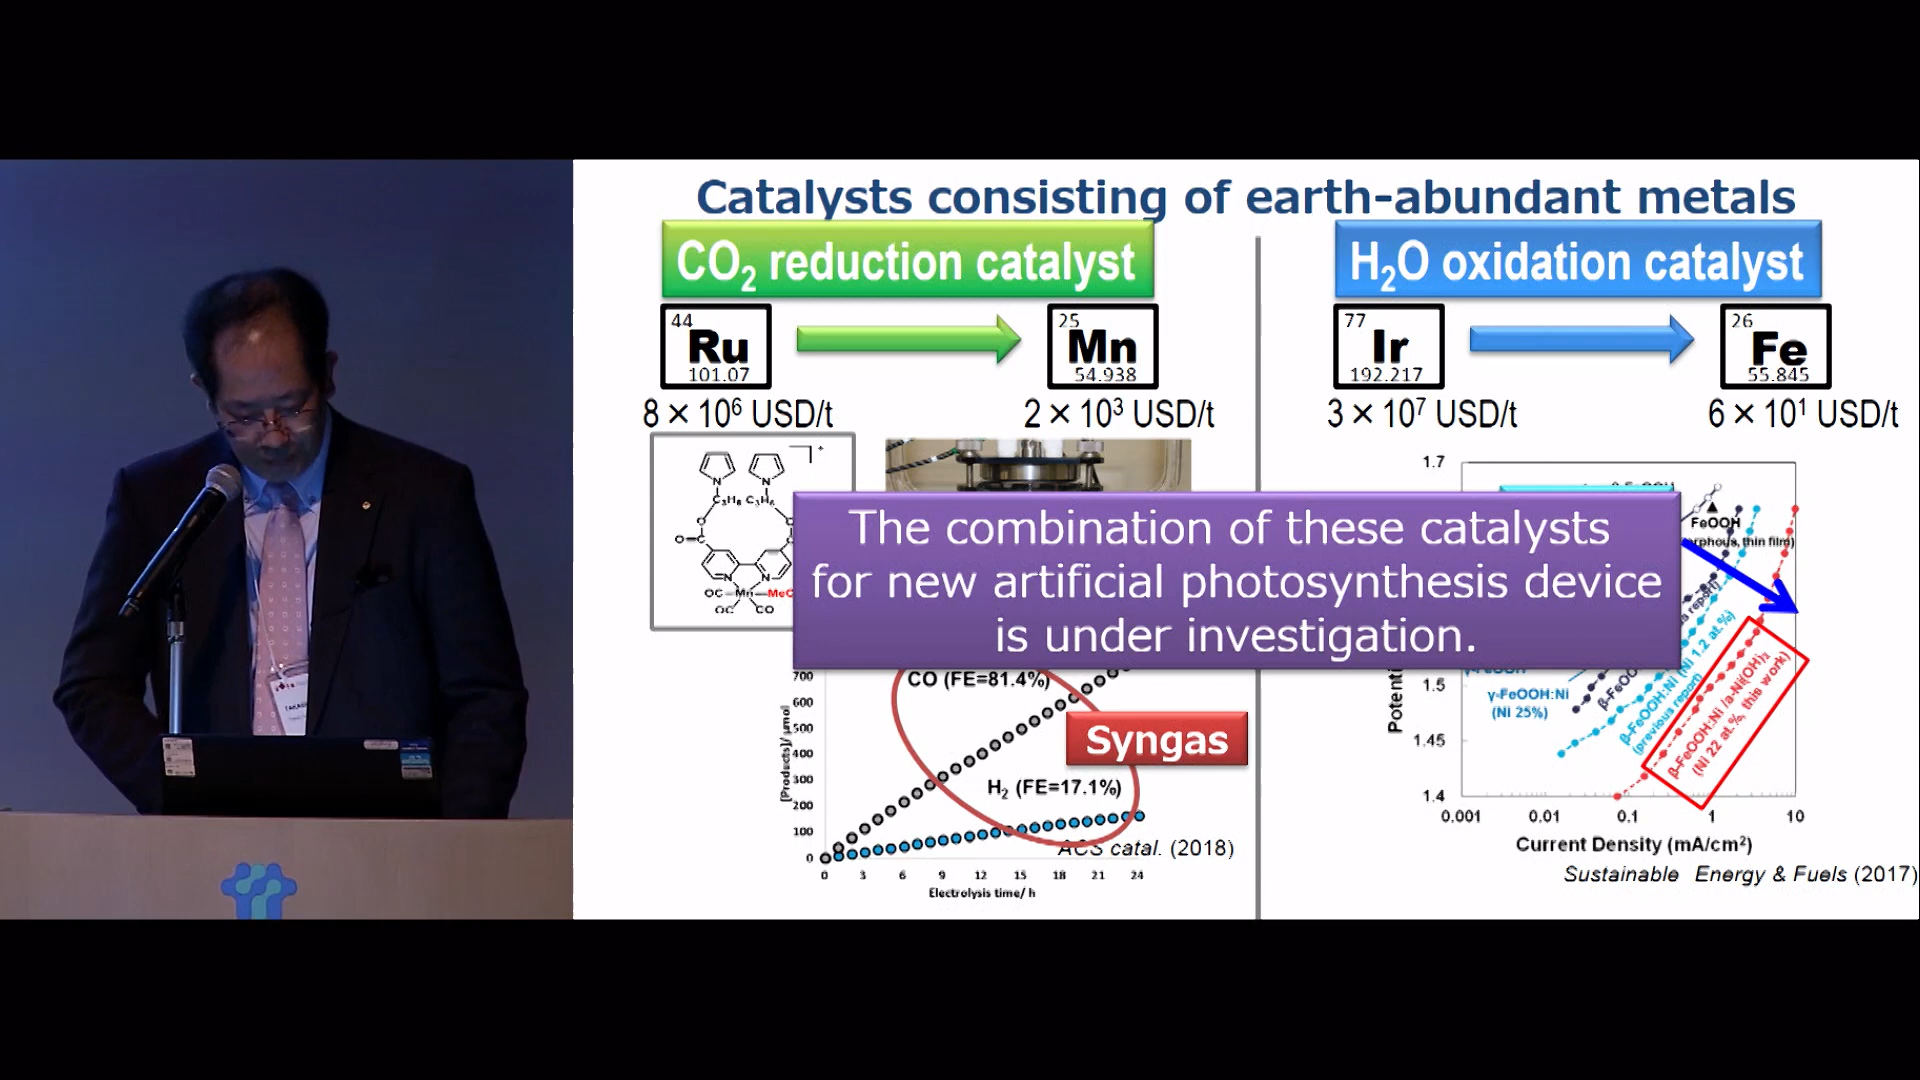 Catalysts consisting of earth-abundant metals
CO₂ reduction catalyst
44
Ru
101.07
8 × 10⁶ USD/t
25
Mn
54.938
2 × 10³ USD/t
H₂O oxidation catalyst
77
Ir
192.217
3 × 10⁷ USD/t
26
Fe
55.845
6 × 10¹ USD/t
C₃H₆ C₃H₆
N
N
O
O
N
N
OC
Mn
OC
CO
The combination of these catalysts
for new artificial photosynthesis device
is under investigation.
700
600
500
400
300
200
100
0
[Products]/ μmol
CO (FE=81.4%)
Syngas
H₂ (FE=17.1%)
ACS catal. (2018)
0 3 6 9 12 15 18 21 24
Electrolysis time/ h
1.7
FeOOH
1.5
1.45
1.4
γ-FeOOH:Ni
(NI 25%)
β-FeOOH:Ni (Ni 1.2 at.%)
(previous report)
β-FeOOH:Ni /a-Ni(OH)₂
(Ni 22 at.%, this work)
0.001 0.01 0.1 1 10
Current Density (mA/cm²)
Sustainable Energy & Fuels (2017)